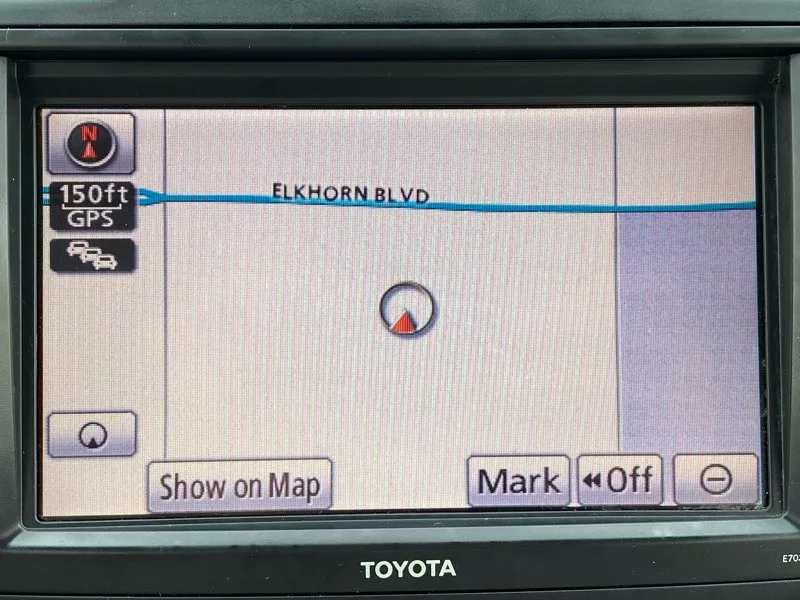 N
150ft
GPS
ELKHORN BLVD
Show on Map
Mark
Off
TOYOTA